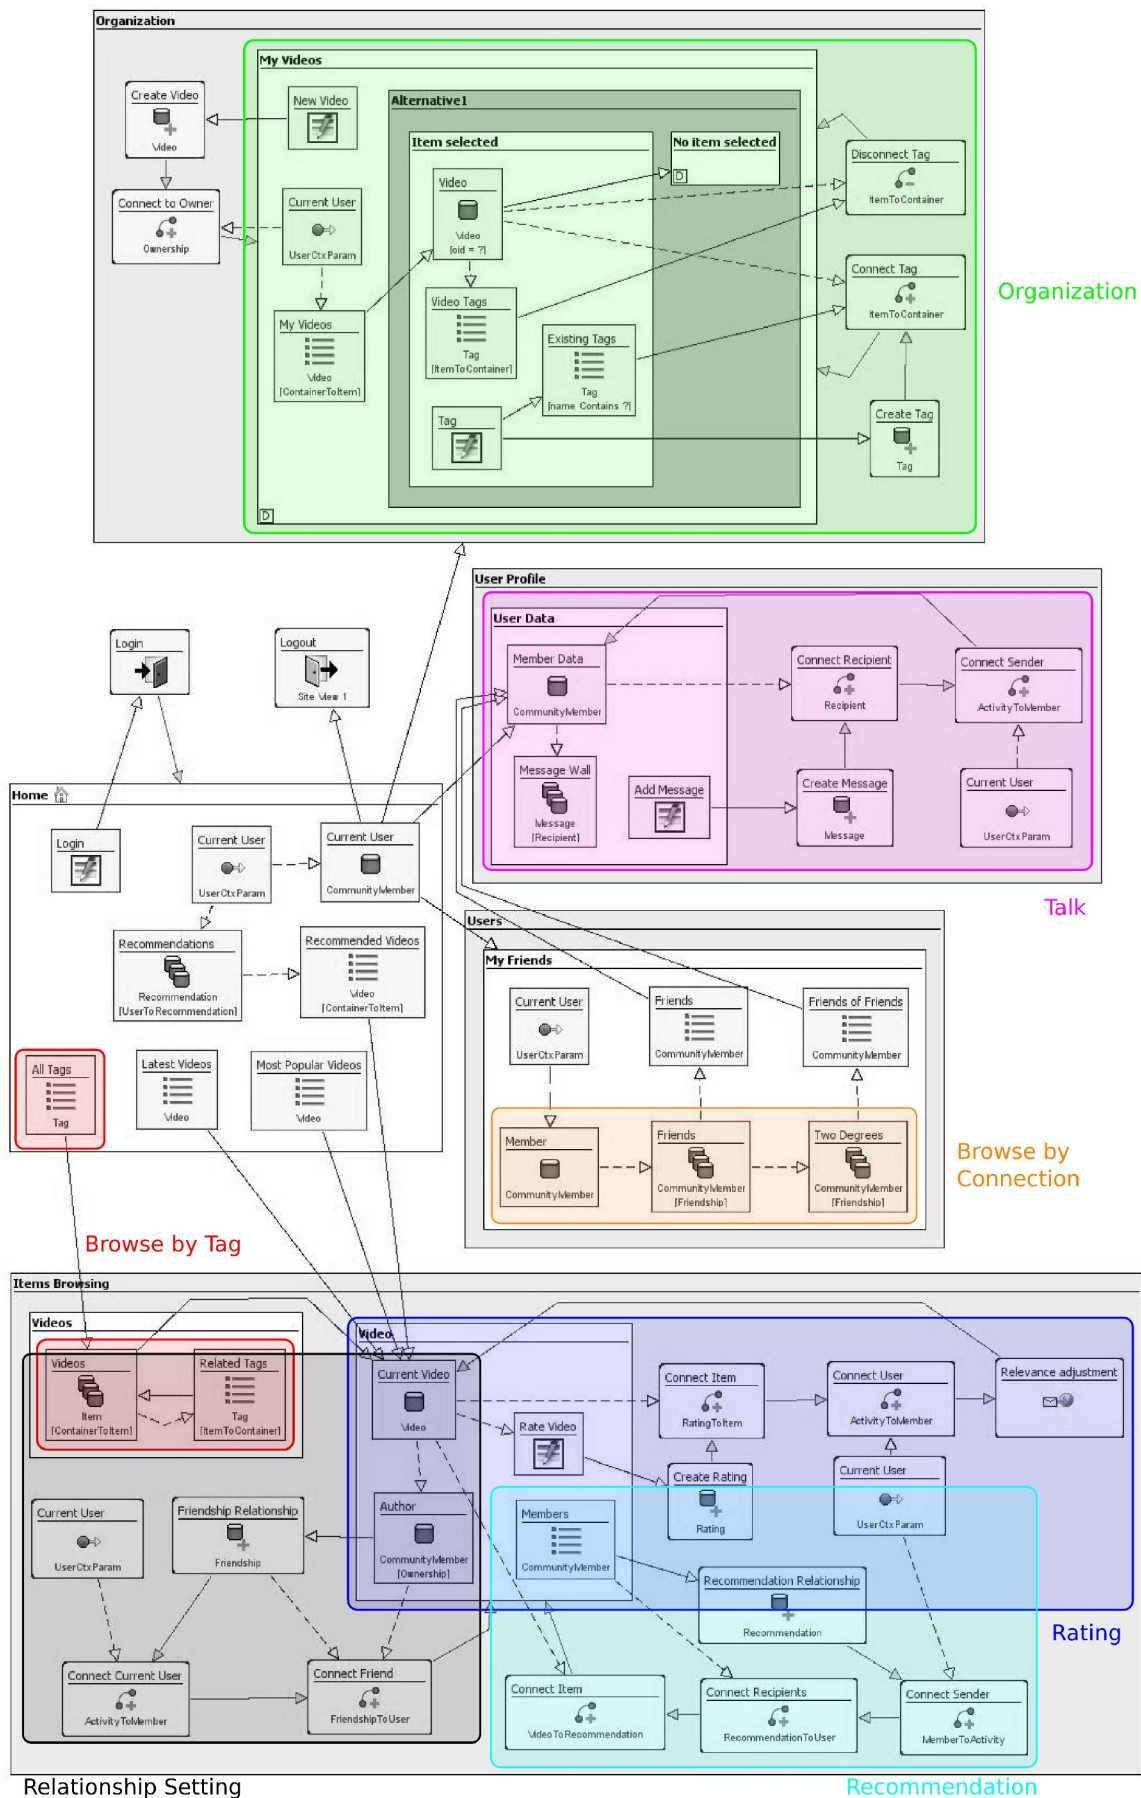 Organization
My Videos
Create Video
Video
New Video
Alternative1
Item selected
No item selected
D
Connect to Owner
Ownership
Current User
UserCtxParam
Video
Video
[oid = ?]
Disconnect Tag
ItemToContainer
Connect Tag
ItemToContainer
Organization
My Videos
Video
[ContainerToItem]
Video Tags
Tag
[ItemToContainer]
Existing Tags
Tag
[name Contains ?]
Tag
Create Tag
Tag
D
User Profile
User Data
Login
Logout
Site View 1
Member Data
CommunityMember
Connect Recipient
Recipient
Connect Sender
ActivityToMember
Message Wall
Message
[Recipient]
Add Message
Create Message
Message
Current User
UserCtxParam
Talk
Home
Login
Current User
UserCtxParam
Current User
CommunityMember
Recommendations
Recommendation
[UserToRecommendation]
Recommended Videos
Video
[ContainerToItem]
All Tags
Tag
Latest Videos
Video
Most Popular Videos
Video
Users
My Friends
Current User
UserCtxParam
Friends
CommunityMember
Friends of Friends
CommunityMember
Member
CommunityMember
Friends
CommunityMember
[Friendship]
Two Degrees
CommunityMember
[Friendship]
Browse by
Connection
Browse by Tag
Items Browsing
Videos
Videos
Item
[ContainerToItem]
Related Tags
Tag
[ItemToContainer]
Video
Current Video
Video
Rate Video
Connect Item
RatingToItem
Connect User
ActivityToMember
Relevance adjustment
Create Rating
Rating
Current User
UserCtxParam
Current User
UserCtxParam
Friendship Relationship
Friendship
Author
CommunityMember
[Ownership]
Members
CommunityMember
Recommendation Relationship
Recommendation
Rating
Connect Current User
ActivityToMember
Connect Friend
FriendshipToUser
Connect Item
VideoToRecommendation
Connect Recipients
RecommendationToUser
Connect Sender
MemberToActivity
Relationship Setting
Recommendation